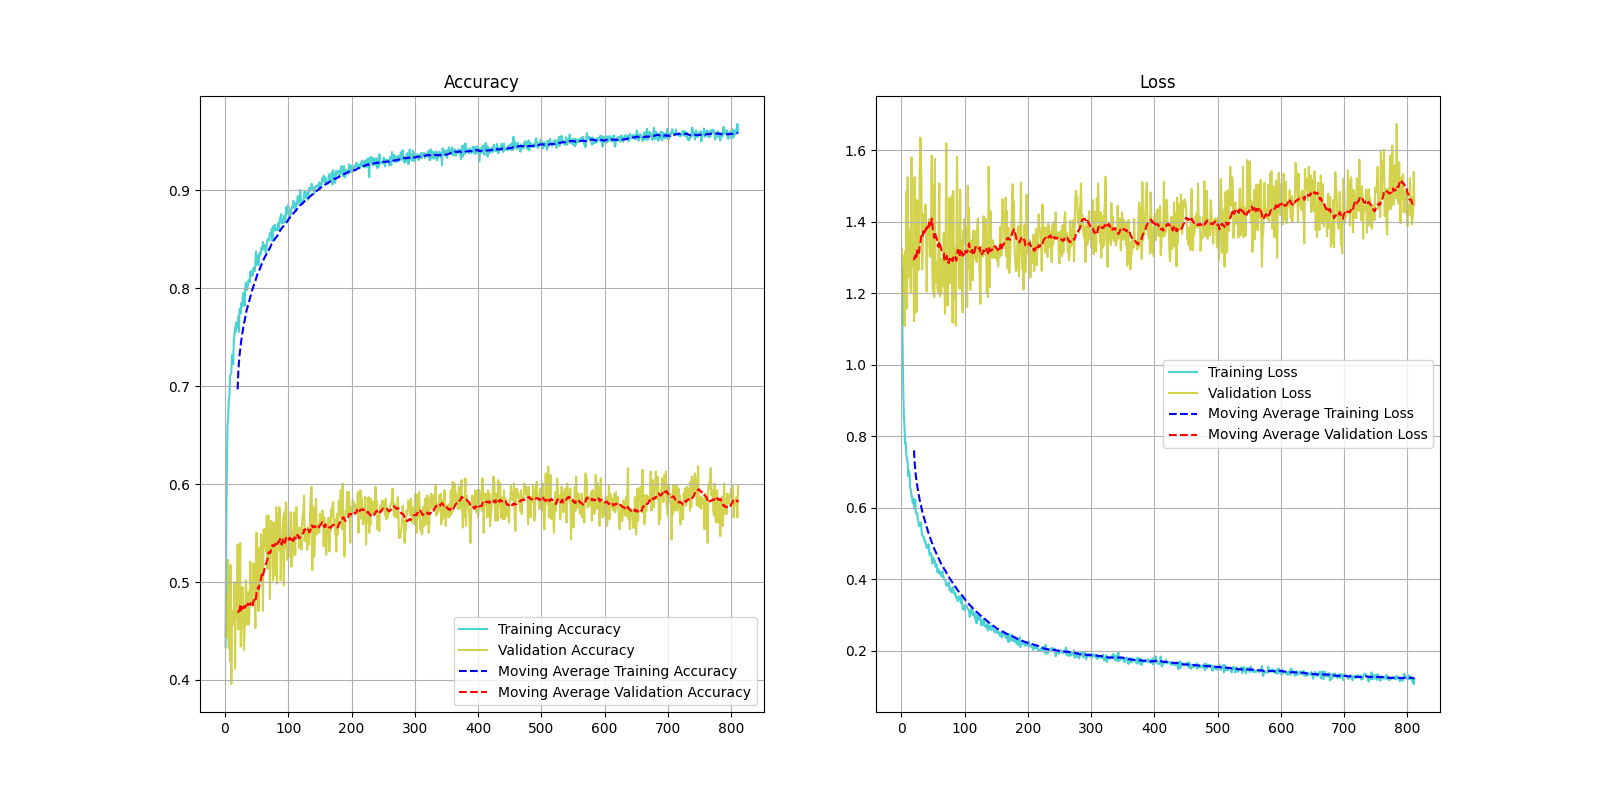 Accuracy
0.9
0.8
0.7
0.6
0.5
0.4
0 100 200 300 400 500 600 700 800
Training Accuracy
Validation Accuracy
Moving Average Training Accuracy
Moving Average Validation Accuracy
Loss
1.6
1.4
1.2
1.0
0.8
0.6
0.4
0.2
0 100 200 300 400 500 600 700 800
Training Loss
Validation Loss
Moving Average Training Loss
Moving Average Validation Loss